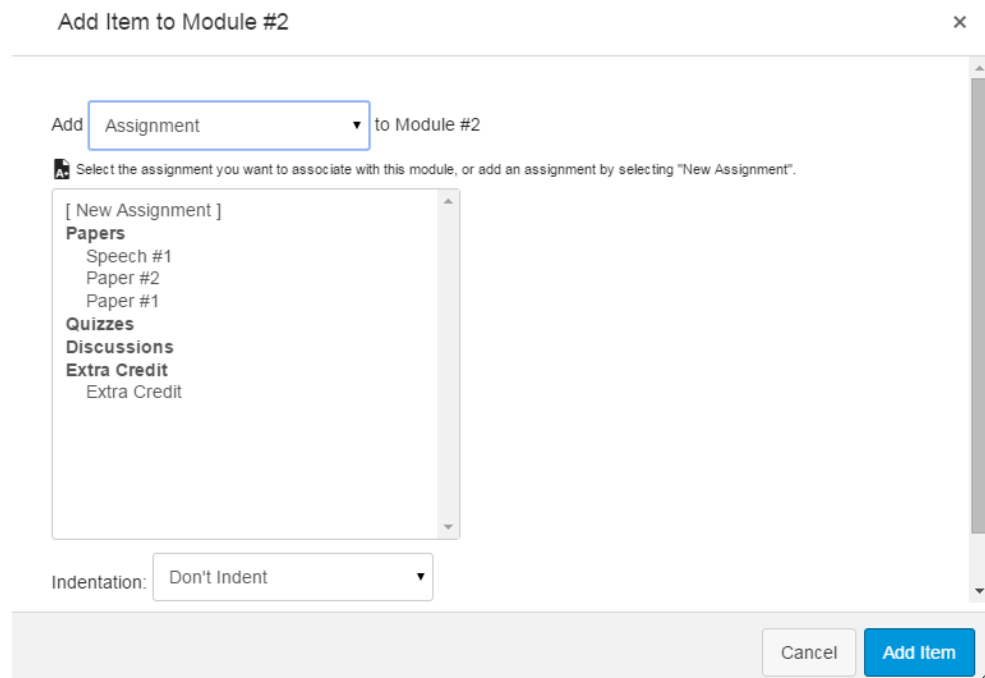 Add Item to Module #2
Add Assignment to Module #2
A+ Select the assignment you want to associate with this module, or add an assignment by selecting "New Assignment".
[ New Assignment ]
Papers
Speech #1
Paper #2
Paper #1
Quizzes
Discussions
Extra Credit
Extra Credit
Indentation: Don't Indent
Cancel Add Item